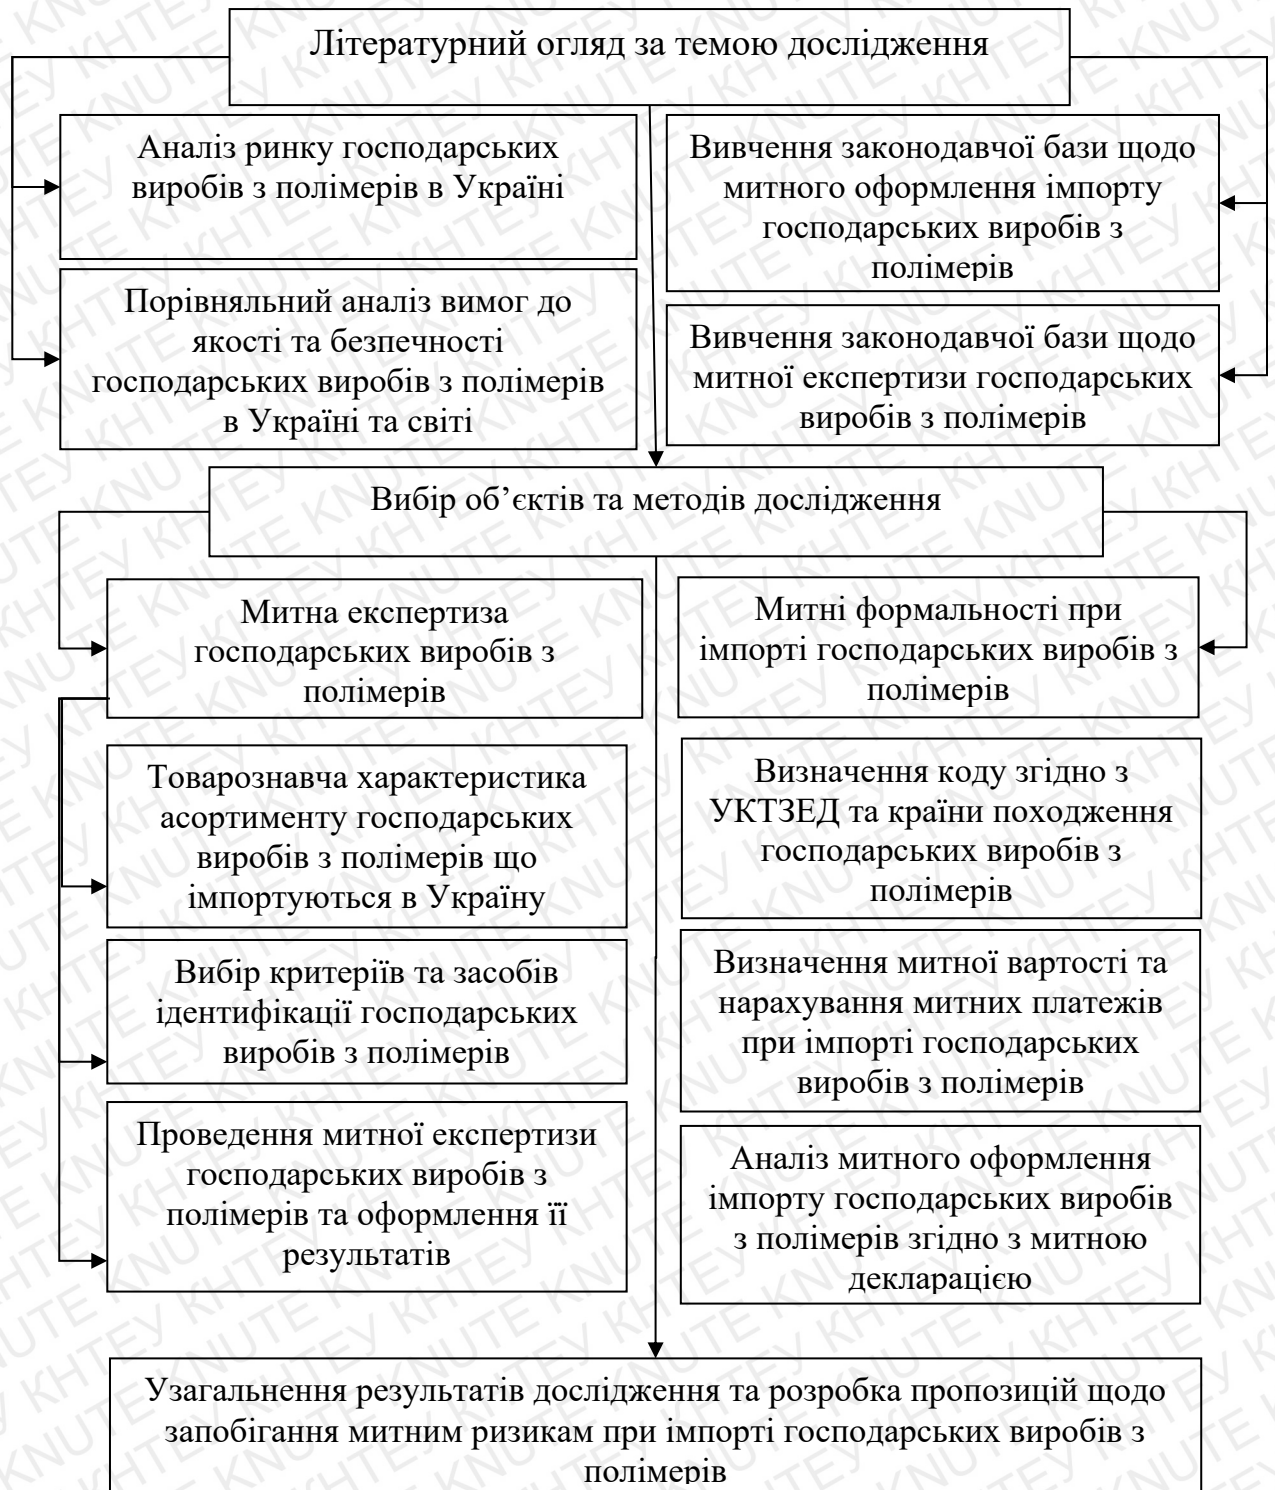 Літературний огляд за темою дослідження
Аналіз ринку господарських
виробів з полімерів в Україні
Вивчення законодавчої бази щодо
митного оформлення імпорту
господарських виробів з
полімерів
Порівняльний аналіз вимог до
якості та безпечності
господарських виробів з полімерів
в Україні та світі
Вивчення законодавчої бази щодо
митної експертизи господарських
виробів з полімерів
Вибір об’єктів та методів дослідження
Митна експертиза
господарських виробів з
полімерів
Митні формальності при
імпорті господарських виробів з
полімерів
Товарознавча характеристика
асортименту господарських
виробів з полімерів що
імпортуються в Україну
Визначення коду згідно з
УКТЗЕД та країни походження
господарських виробів з
полімерів
Вибір критеріїв та засобів
ідентифікації господарських
виробів з полімерів
Визначення митної вартості та
нарахування митних платежів
при імпорті господарських
виробів з полімерів
Проведення митної експертизи
господарських виробів з
полімерів та оформлення її
результатів
Аналіз митного оформлення
імпорту господарських виробів
з полімерів згідно з митною
декларацією
Узагальнення результатів дослідження та розробка пропозицій щодо
запобігання митним ризикам при імпорті господарських виробів з
полімерів